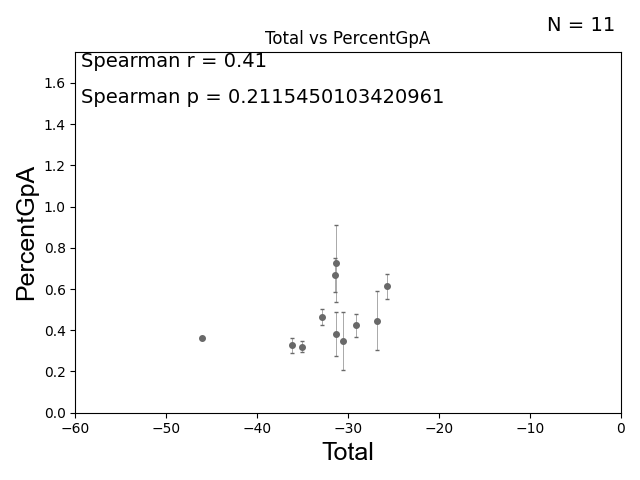 N = 11
Total vs PercentGpA
Spearman r = 0.41
Spearman p = 0.2115450103420961
1.6
1.4
1.2
1.0
0.8
0.6
0.4
0.2
0.0
PercentGpA
−60 −50 −40 −30 −20 −10 0
Total